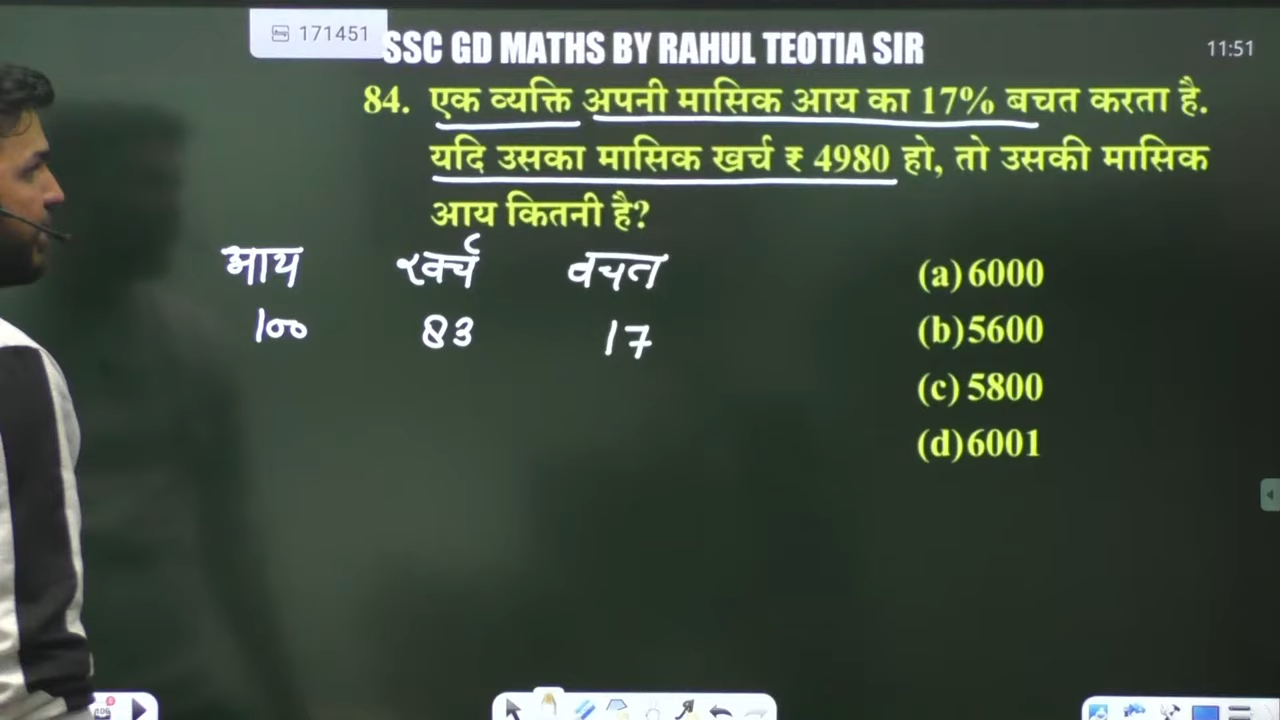 171451
SSC GD MATHS BY RAHUL TEOTIA SIR
11:51
84. एक व्यक्ति अपनी मासिक आय का 17% बचत करता है.
यदि उसका मासिक खर्च ₹ 4980 हो, तो उसकी मासिक
आय कितनी है?
आय खर्च बचत
100 83 17
(a) 6000
(b) 5600
(c) 5800
(d) 6001